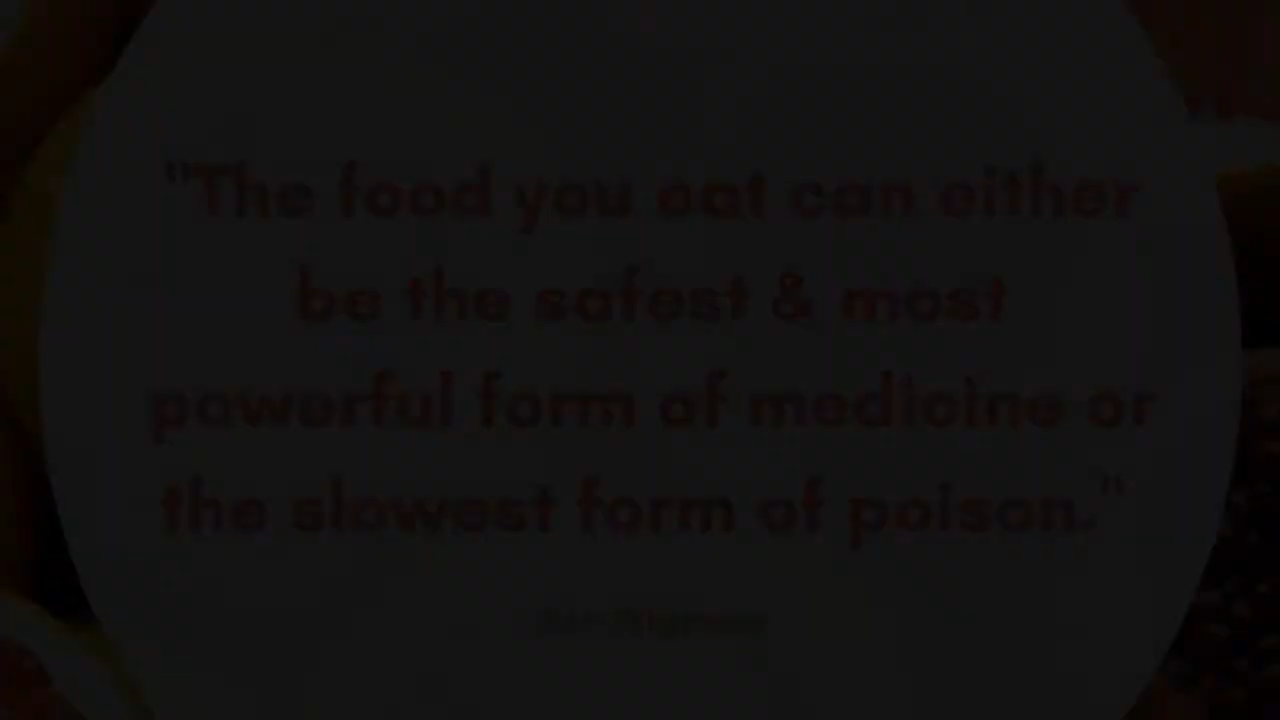 "The food you eat can either
be the safest & most
powerful form of medicine or
the slowest form of poison."